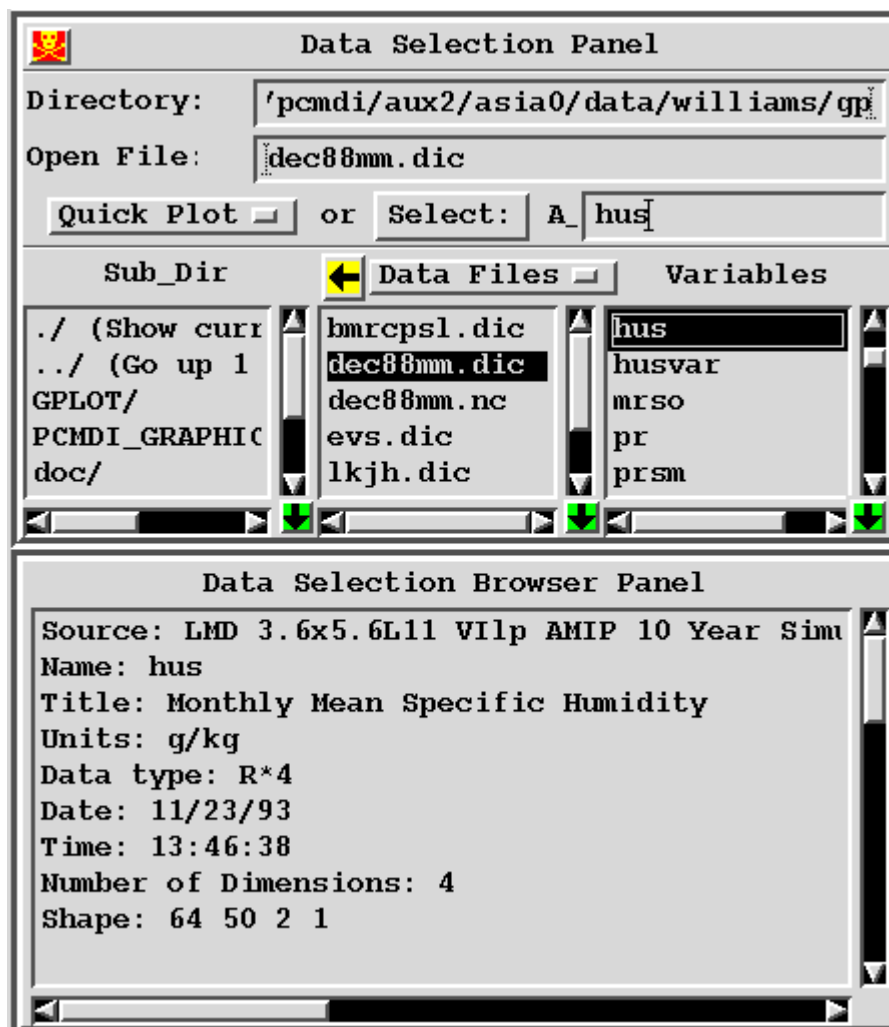 Data Selection Panel
Directory: 'pcmdi/aux2/asia0/data/williams/gp
Open File: dec88mm.dic
Quick Plot or Select: A_ hus
Sub_Dir Data Files Variables
./ (Show curr
../ (Go up 1
GPLOT/
PCMDI_GRAPHIC
doc/
bmrcpsl.dic
dec88mm.dic
dec88mm.nc
evs.dic
lkjh.dic
hus
husvar
mrso
pr
prsm
Data Selection Browser Panel
Source: LMD 3.6x5.6L11 VIlp AMIP 10 Year Simu
Name: hus
Title: Monthly Mean Specific Humidity
Units: g/kg
Data type: R*4
Date: 11/23/93
Time: 13:46:38
Number of Dimensions: 4
Shape: 64 50 2 1